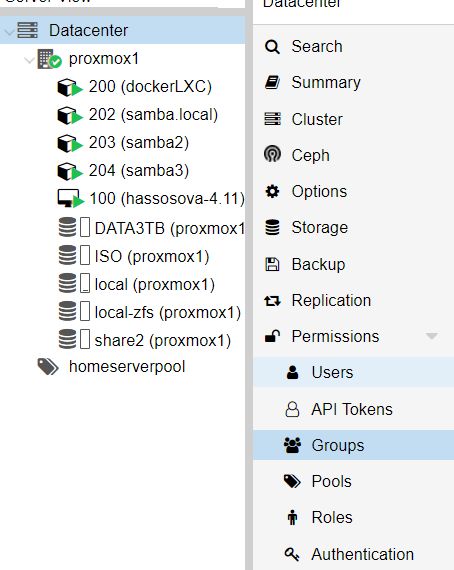 Server View
Datacenter
proxmox1
200 (dockerLXC)
202 (samba.local)
203 (samba2)
204 (samba3)
100 (hassosova-4.11)
DATA3TB (proxmox1
ISO (proxmox1)
local (proxmox1)
local-zfs (proxmox1)
share2 (proxmox1)
homeserverpool
Datacenter
Search
Summary
Cluster
Ceph
Options
Storage
Backup
Replication
Permissions
Users
API Tokens
Groups
Pools
Roles
Authentication